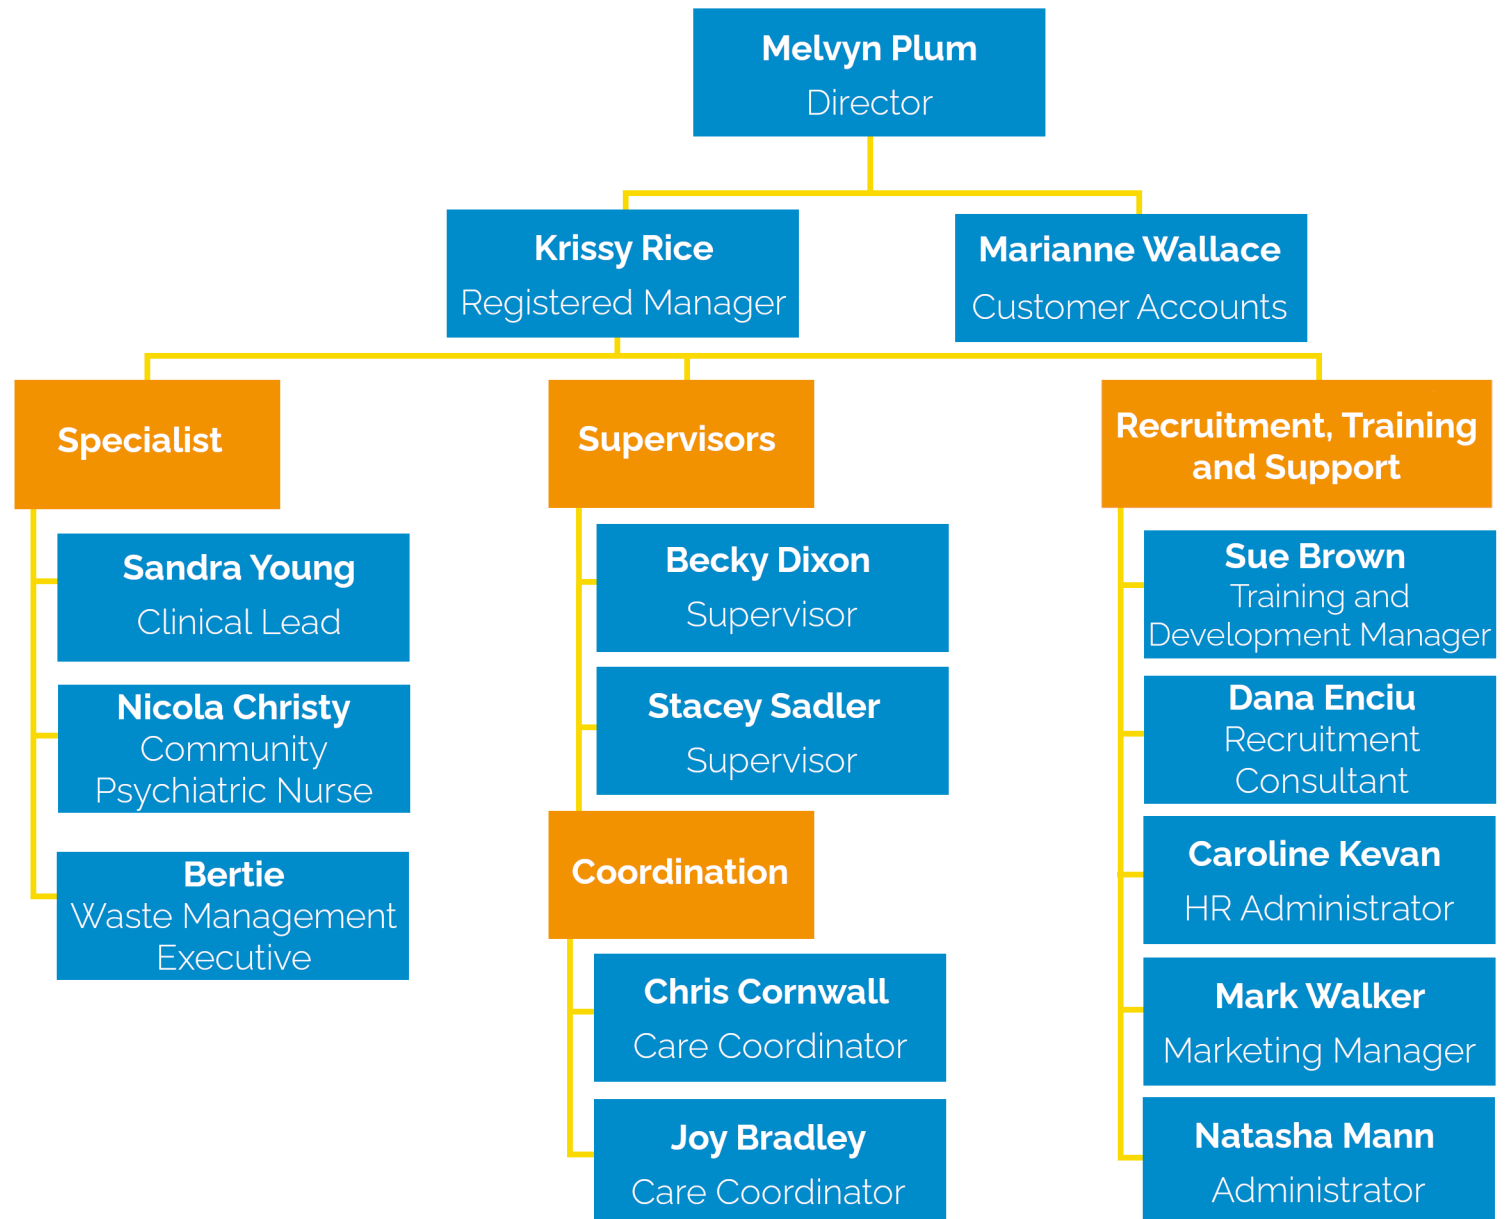 Melvyn Plum
Director
Krissy Rice
Registered Manager
Marianne Wallace
Customer Accounts
Specialist
Sandra Young
Clinical Lead
Nicola Christy
Community
Psychiatric Nurse
Bertie
Waste Management
Executive
Supervisors
Becky Dixon
Supervisor
Stacey Sadler
Supervisor
Coordination
Chris Cornwall
Care Coordinator
Joy Bradley
Care Coordinator
Recruitment, Training
and Support
Sue Brown
Training and
Development Manager
Dana Enciu
Recruitment
Consultant
Caroline Kevan
HR Administrator
Mark Walker
Marketing Manager
Natasha Mann
Administrator